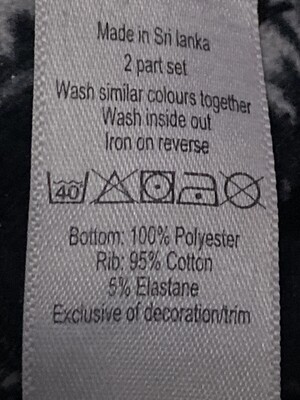 Made in Sri lanka
2 part set
Wash similar colours together
Wash inside out
Iron on reverse
40
Bottom: 100% Polyester
Rib: 95% Cotton
5% Elastane
Exclusive of decoration/trim